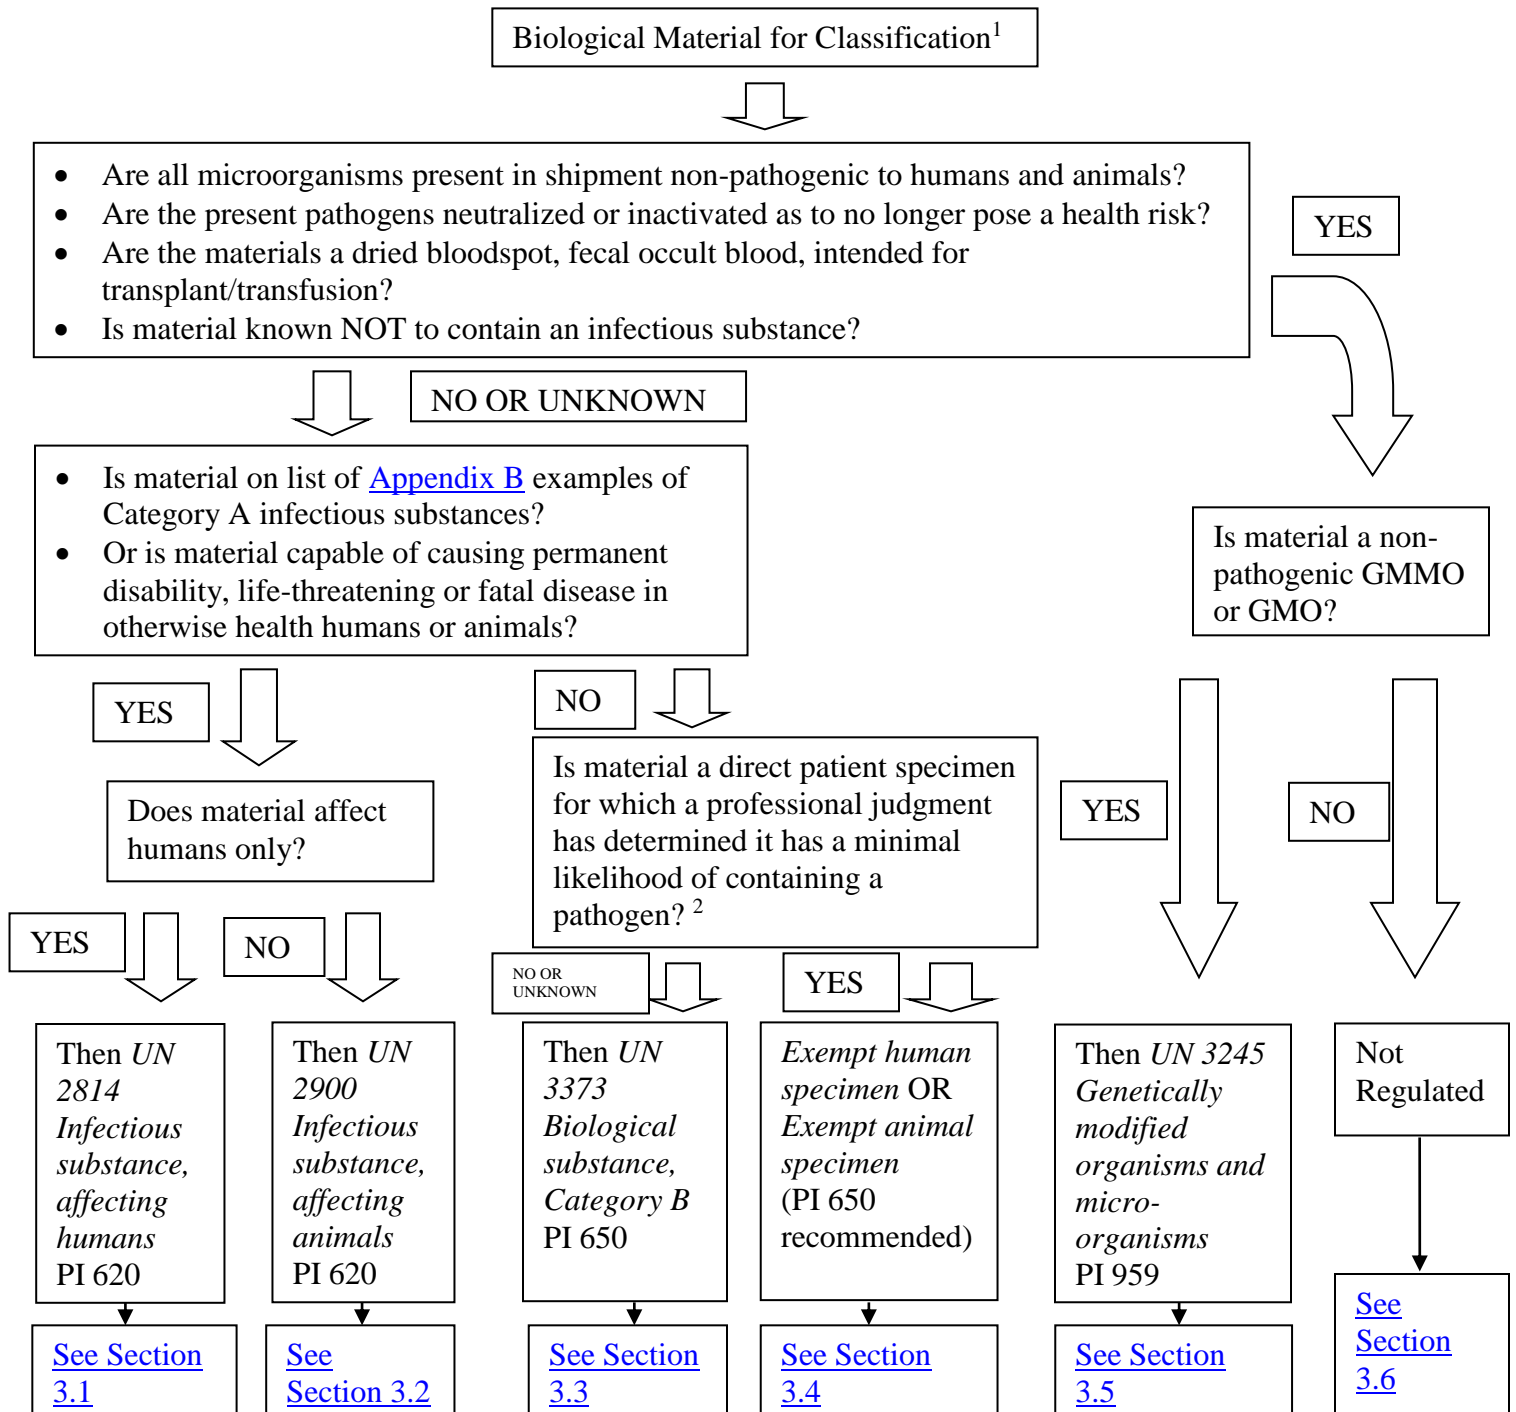 Biological Material for Classification1
• Are all microorganisms present in shipment non-pathogenic to humans and animals?
• Are the present pathogens neutralized or inactivated as to no longer pose a health risk?
• Are the materials a dried bloodspot, fecal occult blood, intended for
transplant/transfusion?
• Is material known NOT to contain an infectious substance?
YES
NO OR UNKNOWN
• Is material on list of Appendix B examples of
Category A infectious substances?
• Or is material capable of causing permanent
disability, life-threatening or fatal disease in
otherwise health humans or animals?
Is material a non-
pathogenic GMMO
or GMO?
YES
NO
Does material affect
humans only?
Is material a direct patient specimen
for which a professional judgment
has determined it has a minimal
likelihood of containing a
pathogen? 2
YES
NO
YES
NO
NO OR
UNKNOWN
YES
Then UN
2814
Infectious
substance,
affecting
humans
PI 620
Then UN
2900
Infectious
substance,
affecting
animals
PI 620
Then UN
3373
Biological
substance,
Category B
PI 650
Exempt human
specimen OR
Exempt animal
specimen
(PI 650
recommended)
Then UN 3245
Genetically
modified
organisms and
micro-
organisms
PI 959
Not
Regulated
See Section
3.1
See
Section 3.2
See Section
3.3
See Section
3.4
See Section
3.5
See
Section
3.6